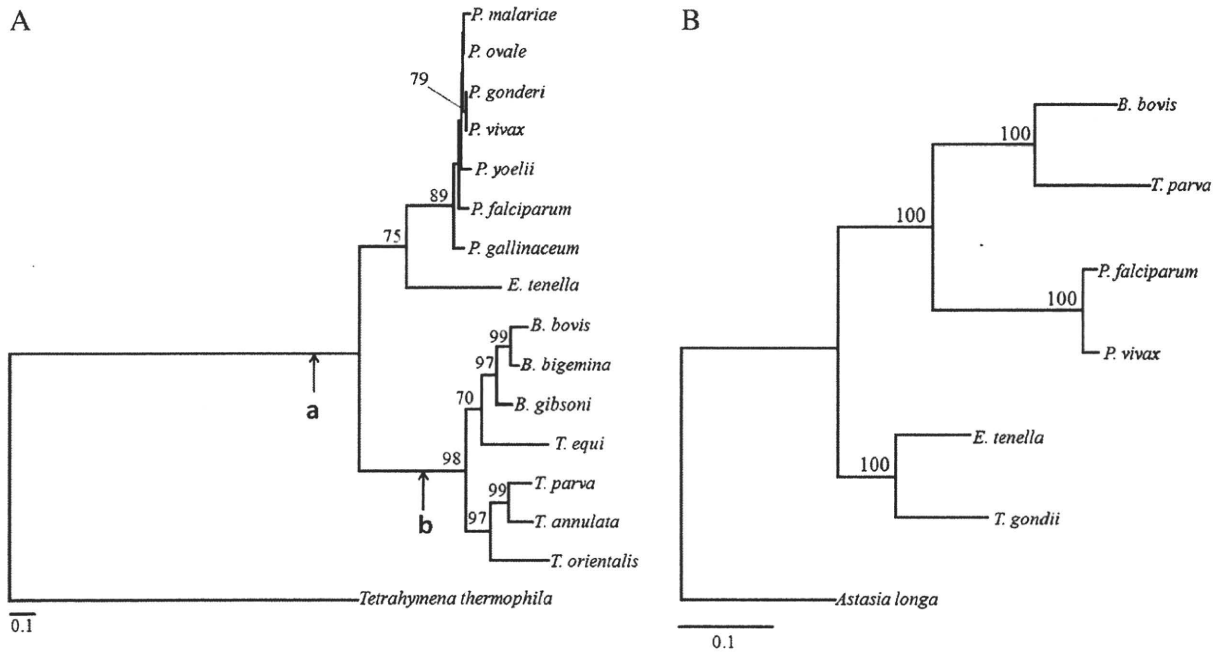 A
P. malariae
P. ovale
79
P. gonderi
P. vivax
P. yoelii
89
P. falciparum
75
P. gallinaceum
E. tenella
99
B. bovis
97
B. bigemina
a
70
B. gibsoni
T. equi
98
99
T. parva
b
97
T. annulata
T. orientalis
Tetrahymena thermophila
0.1
B
B. bovis
100
T. parva
100
P. falciparum
100
P. vivax
E. tenella
100
T. gondii
Astasia longa
0.1